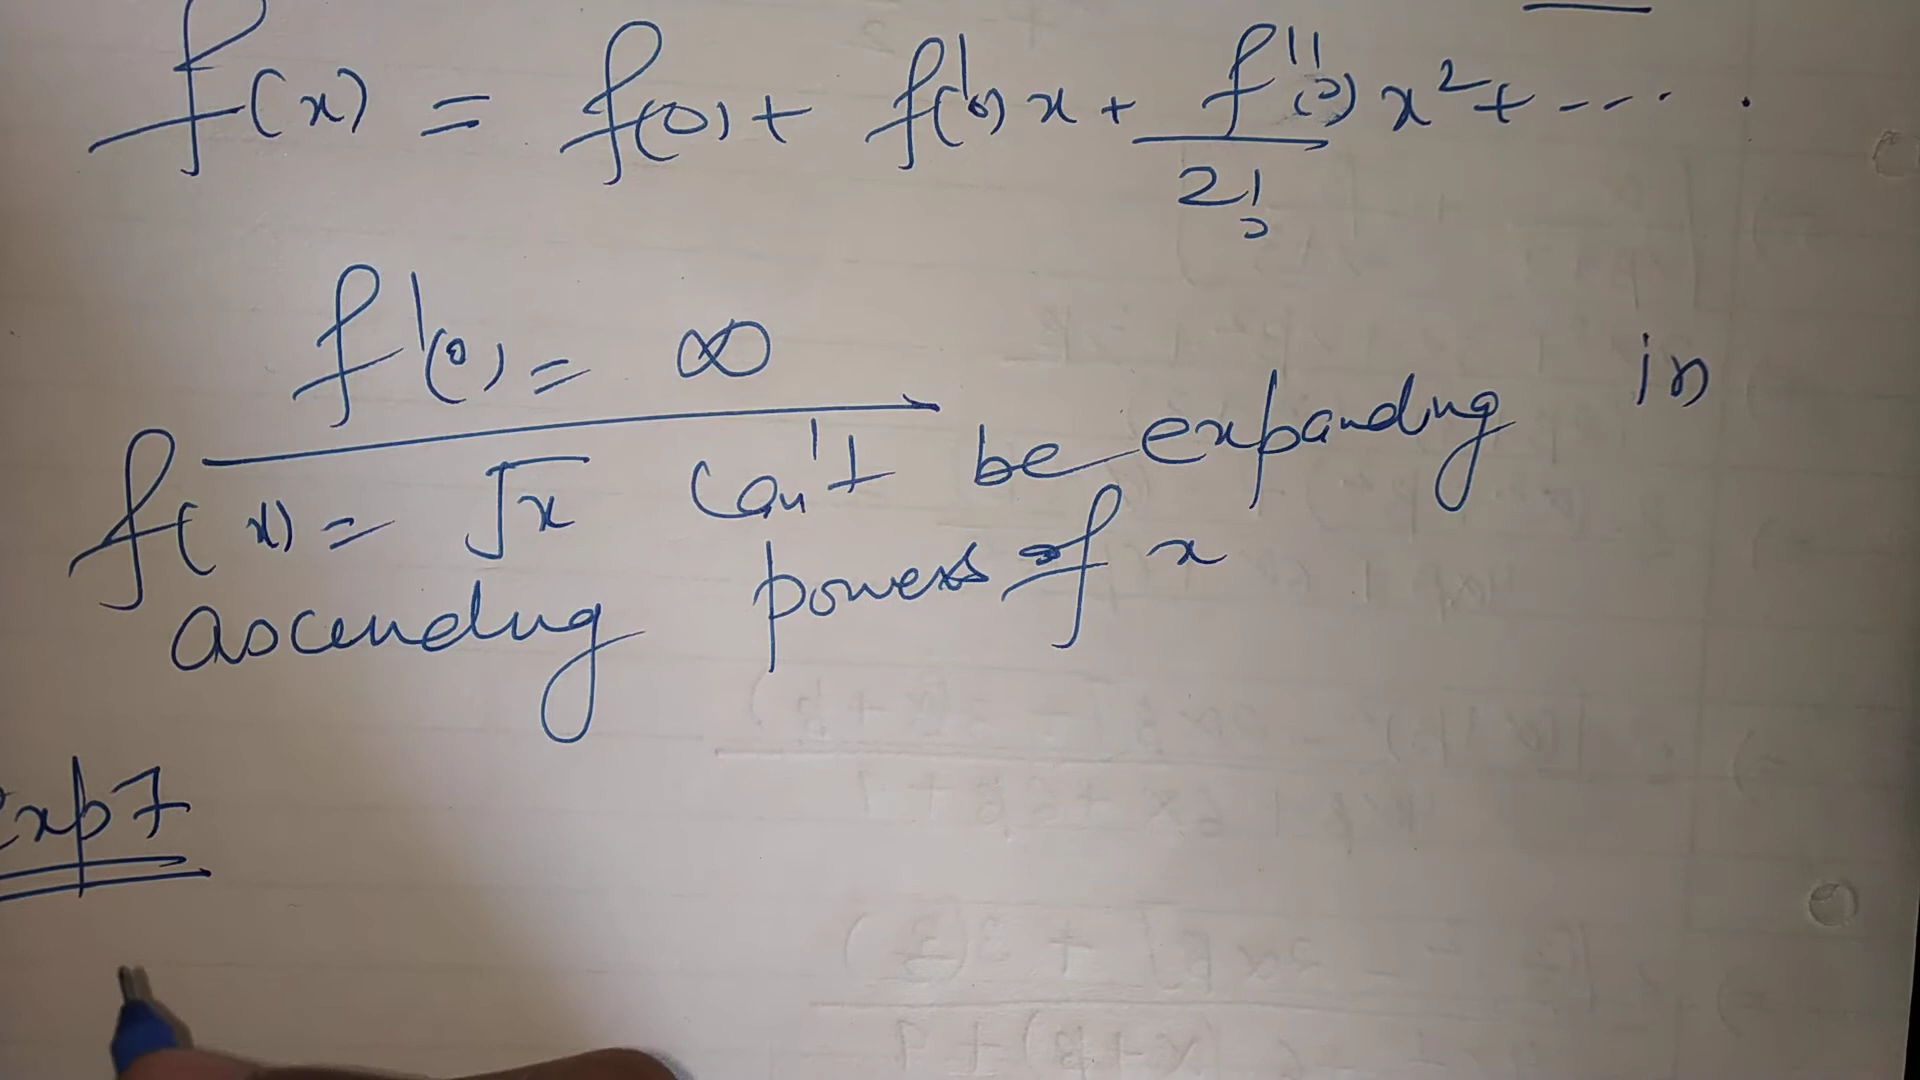 f(x) = f(0) + f'(0) x + f''(0)/2! x² + ----.
f'(0) = ∞
f(x) = √x can't be expanding in
ascending powers of x
Exp 7